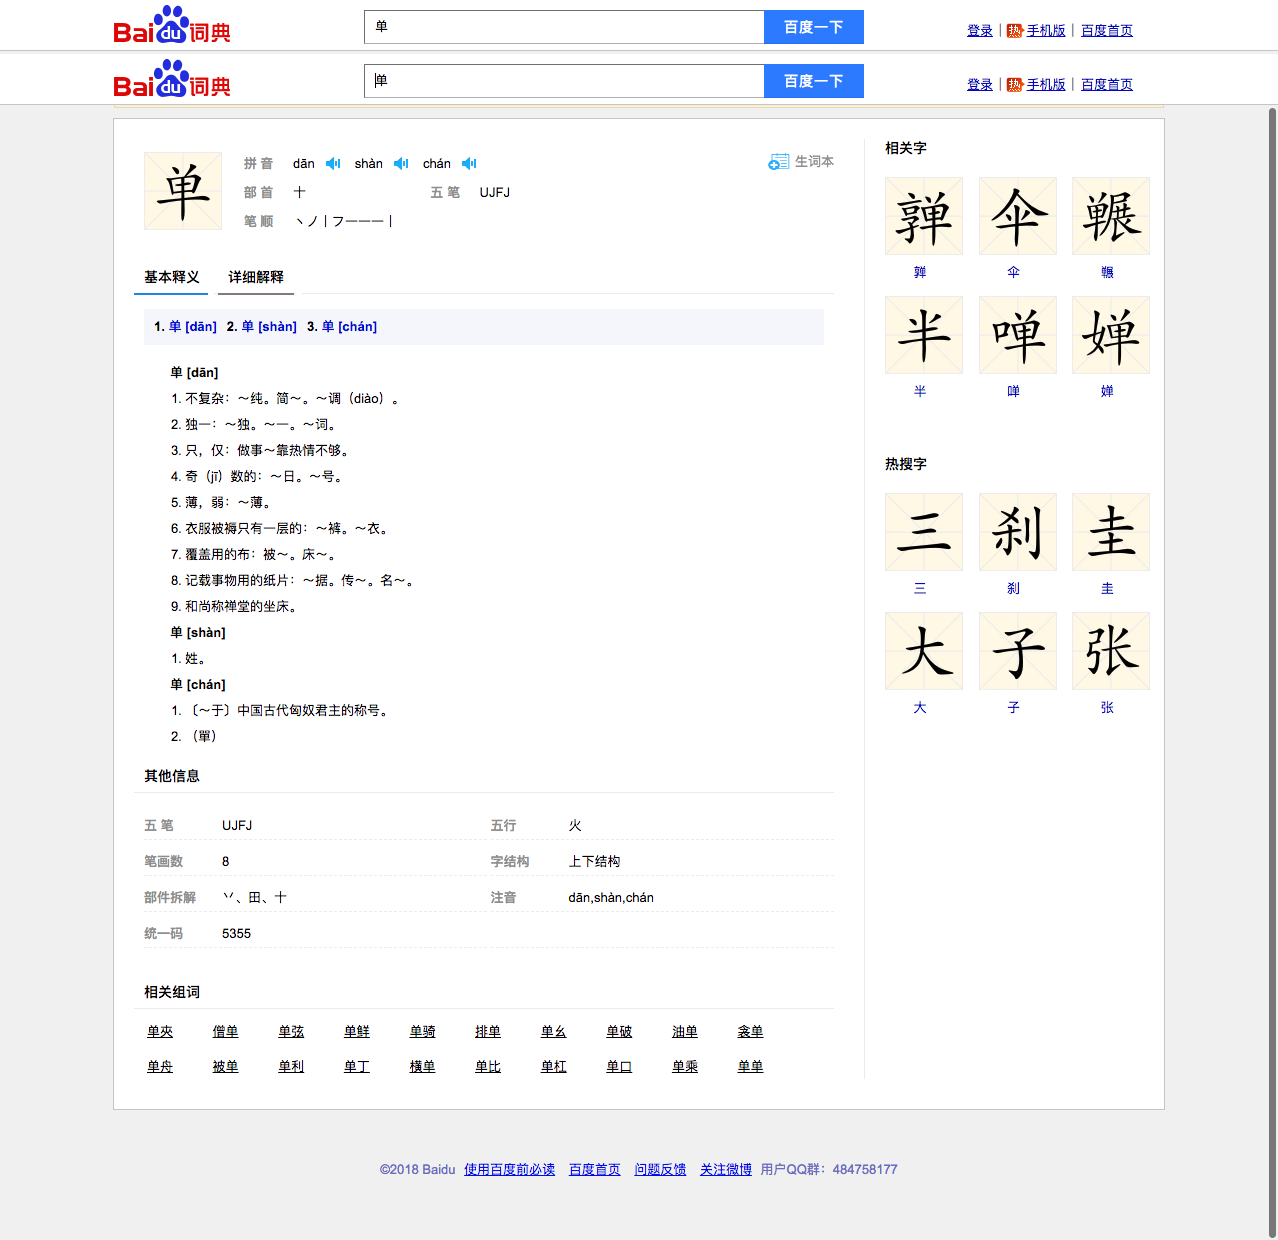 Baidu词典 单 百度一下 登录 | 热 手机版 | 百度首页
Baidu词典 单 百度一下 登录 | 热 手机版 | 百度首页
单
拼 音 dān shàn chán 生词本
部 首 十 五 笔 UJFJ
笔 顺 丶ノ丨フ一一一丨
基本释义 详细解释
1. 单 [dān] 2. 单 [shàn] 3. 单 [chán]
单 [dān]
1. 不复杂：～纯。简～。～调（diào）。
2. 独一：～独。～一。～词。
3. 只，仅：做事～靠热情不够。
4. 奇（jī）数的：～日。～号。
5. 薄，弱：～薄。
6. 衣服被褥只有一层的：～裤。～衣。
7. 覆盖用的布：被～。床～。
8. 记载事物用的纸片：～据。传～。名～。
9. 和尚称禅堂的坐床。
单 [shàn]
1. 姓。
单 [chán]
1. 〔～于〕中国古代匈奴君主的称号。
2. （單）
其他信息
五 笔 UJFJ 五行 火
笔画数 8 字结构 上下结构
部件拆解 丷、田、十 注音 dān,shàn,chán
统一码 5355
相关组词
单夾 僧单 单弦 单鲜 单骑 排单 单幺 单破 油单 衾单
单舟 被单 单利 单丁 横单 单比 单杠 单口 单乘 单单
相关字
伞
伞
半 啴 婵
半 啴 婵
热搜字
三 刹 圭
三 刹 圭
大 子 张
大 子 张
©2018 Baidu 使用百度前必读 百度首页 问题反馈 关注微博 用户QQ群：484758177